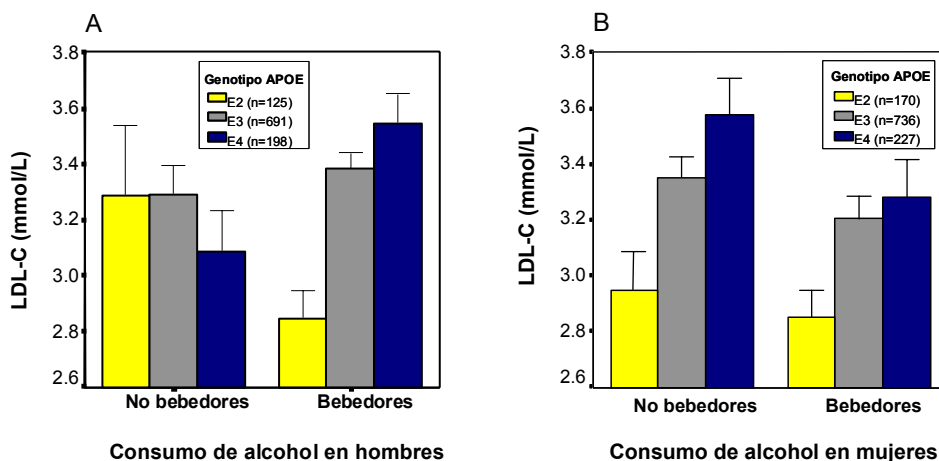 A
LDL-C (mmol/L)
3.8
3.6
3.4
3.2
3.0
2.8
2.6
Genotipo APOE
E2 (n=125)
E3 (n=691)
E4 (n=198)
No bebedores
Bebedores
Consumo de alcohol en hombres
B
LDL-C (mmol/L)
3.8
3.6
3.4
3.2
3.0
2.8
2.6
Genotipo APOE
E2 (n=170)
E3 (n=736)
E4 (n=227)
No bebedores
Bebedores
Consumo de alcohol en mujeres